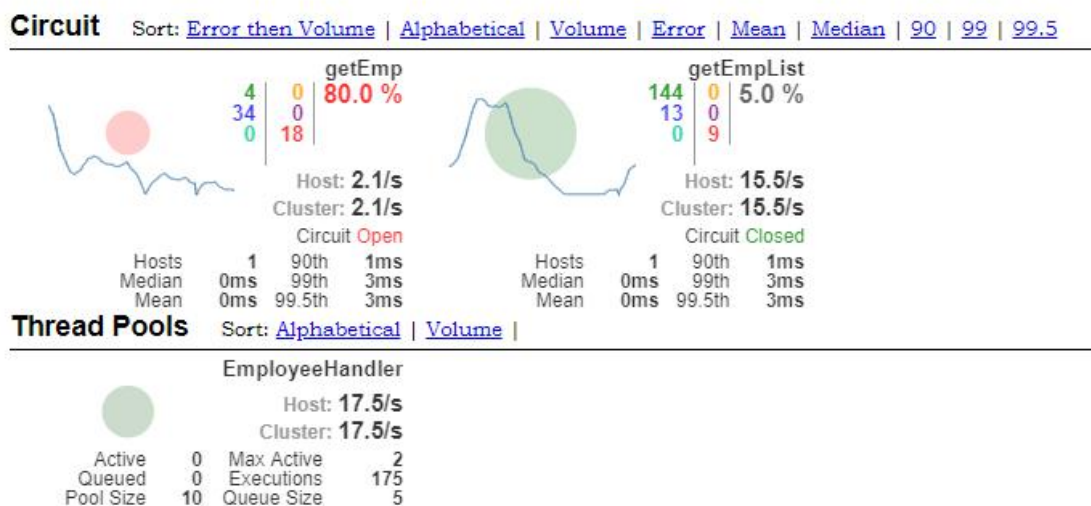 Circuit Sort: Error then Volume | Alphabetical | Volume | Error | Mean | Median | 90 | 99 | 99.5
getEmp
4 0 80.0 %
34 0
0 18
Host: 2.1/s
Cluster: 2.1/s
Circuit Open
Hosts 1 90th 1ms
Median 0ms 99th 3ms
Mean 0ms 99.5th 3ms
getEmpList
144 0 5.0 %
13 0
0 9
Host: 15.5/s
Cluster: 15.5/s
Circuit Closed
Hosts 1 90th 1ms
Median 0ms 99th 3ms
Mean 0ms 99.5th 3ms
Thread Pools Sort: Alphabetical | Volume |
EmployeeHandler
Host: 17.5/s
Cluster: 17.5/s
Active 0 Max Active 2
Queued 0 Executions 175
Pool Size 10 Queue Size 5